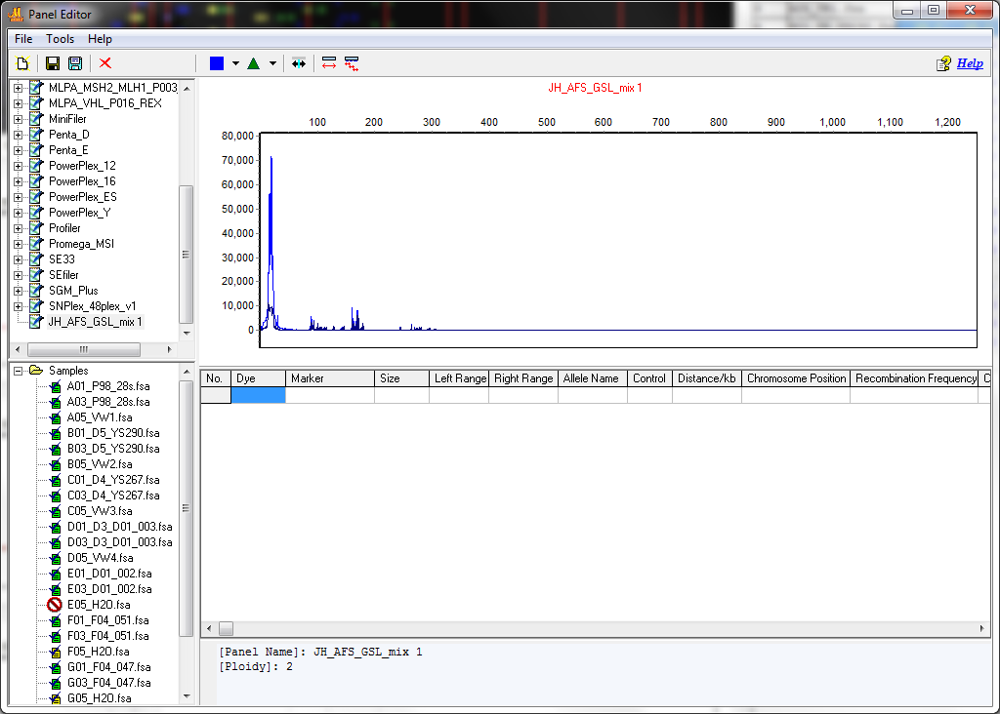 Panel Editor
File Tools Help
Help
MLPA_MSH2_MLH1_P003
MLPA_VHL_P016_REX
MiniFiler
Penta_D
Penta_E
PowerPlex_12
PowerPlex_16
PowerPlex_ES
PowerPlex_Y
Profiler
Promega_MSI
SE33
SEfiler
SGM_Plus
SNPlex_48plex_v1
JH_AFS_GSL_mix 1
Samples
A01_P98_28s.fsa
A03_P98_28s.fsa
A05_VW1.fsa
B01_D5_YS290.fsa
B03_D5_YS290.fsa
B05_VW2.fsa
C01_D4_YS267.fsa
C03_D4_YS267.fsa
C05_VW3.fsa
D01_D3_D01_003.fsa
D03_D3_D01_003.fsa
D05_VW4.fsa
E01_D01_002.fsa
E03_D01_002.fsa
E05_H2O.fsa
F01_F04_051.fsa
F03_F04_051.fsa
F05_H2O.fsa
G01_F04_047.fsa
G03_F04_047.fsa
G05_H2O.fsa
JH_AFS_GSL_mix 1
100 200 300 400 500 600 700 800 900 1,000 1,100 1,200
80,000
70,000
60,000
50,000
40,000
30,000
20,000
10,000
0
No. Dye Marker Size Left Range Right Range Allele Name Control Distance/kb Chromosome Position Recombination Frequency C
[Panel Name]: JH_AFS_GSL_mix 1
[Ploidy]: 2